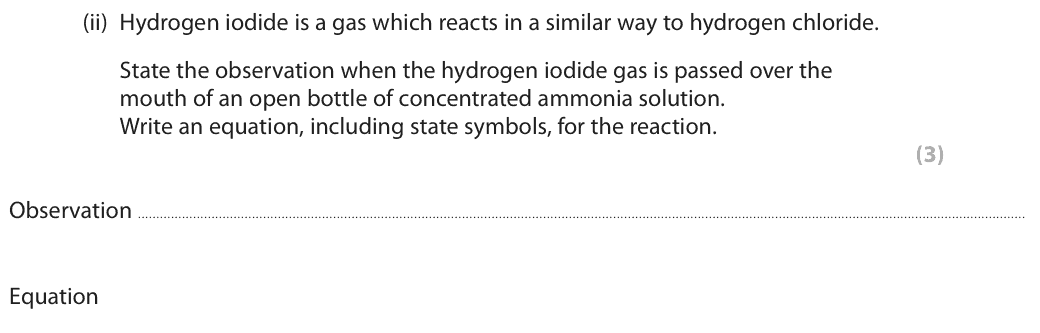 (ii) Hydrogen iodide is a gas which reacts in a similar way to hydrogen chloride.
State the observation when the hydrogen iodide gas is passed over the
mouth of an open bottle of concentrated ammonia solution.
Write an equation, including state symbols, for the reaction.
(3)
Observation
Equation